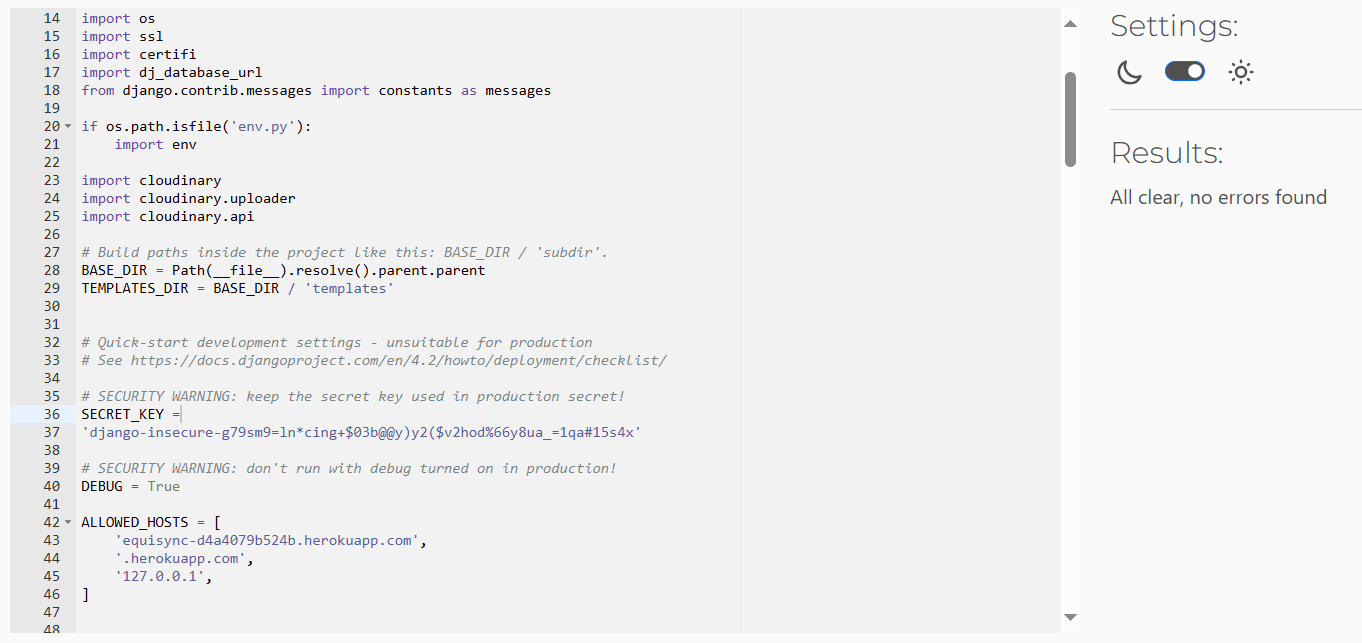 14 import os
15 import ssl
16 import certifi
17 import dj_database_url
18 from django.contrib.messages import constants as messages
19
20 if os.path.isfile('env.py'):
21     import env
22
23 import cloudinary
24 import cloudinary.uploader
25 import cloudinary.api
26
27 # Build paths inside the project like this: BASE_DIR / 'subdir'.
28 BASE_DIR = Path(__file__).resolve().parent.parent
29 TEMPLATES_DIR = BASE_DIR / 'templates'
30
31
32 # Quick-start development settings - unsuitable for production
33 # See https://docs.djangoproject.com/en/4.2/howto/deployment/checklist/
34
35 # SECURITY WARNING: keep the secret key used in production secret!
36 SECRET_KEY =
37 'django-insecure-g79sm9=ln*cing+$03b@@y)y2($v2hod%66y8ua_=1qa#15s4x'
38
39 # SECURITY WARNING: don't run with debug turned on in production!
40 DEBUG = True
41
42 ALLOWED_HOSTS = [
43     'equisync-d4a4079b524b.herokuapp.com',
44     '.herokuapp.com',
45     '127.0.0.1',
46 ]
47
48
Settings:
Results:
All clear, no errors found